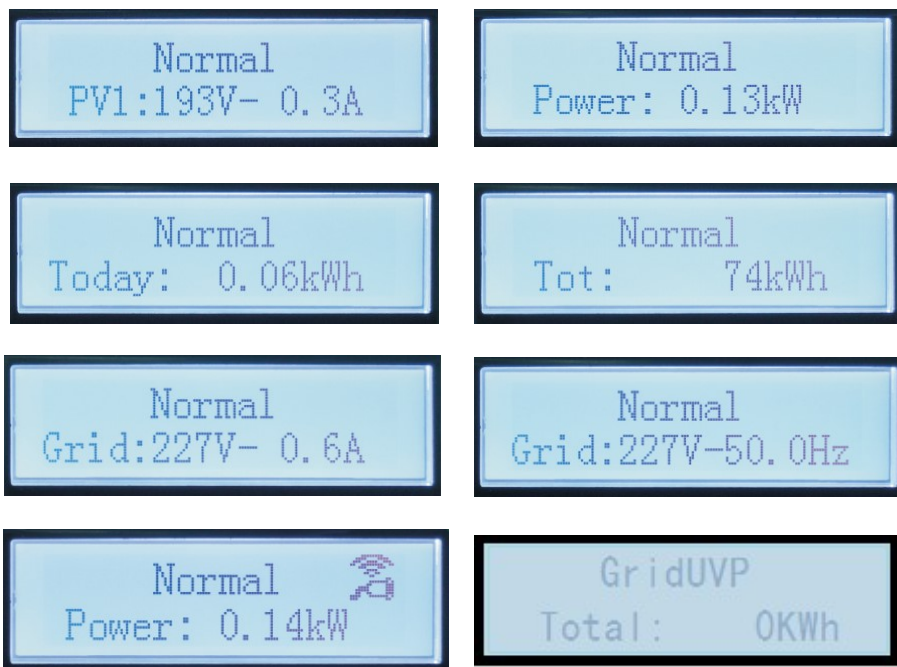 Normal
PV1:193V- 0.3A
Normal
Power: 0.13kW
Normal
Today: 0.06kWh
Normal
Tot: 74kWh
Normal
Grid:227V- 0.6A
Normal
Grid:227V-50.0Hz
Normal
Power: 0.14kW
GridUVP
Total: 0KWh